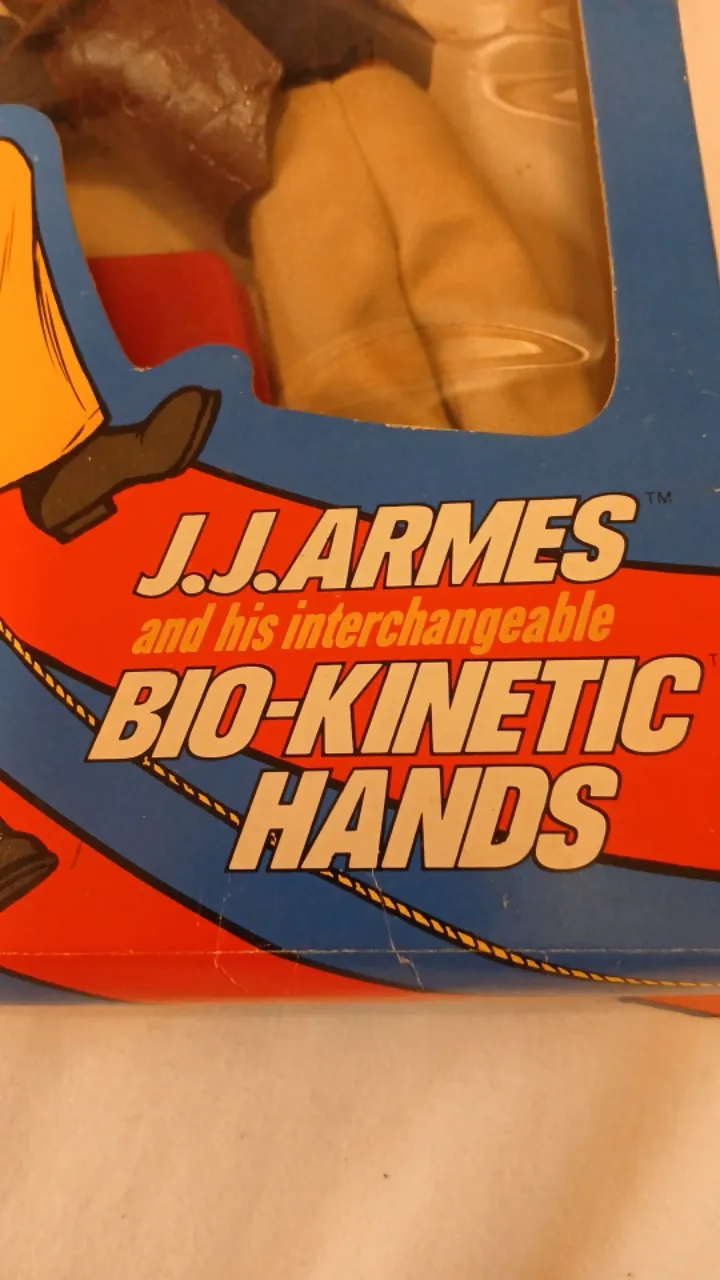 J.J.ARMES™
and his interchangeable
BIO-KINETIC™
HANDS